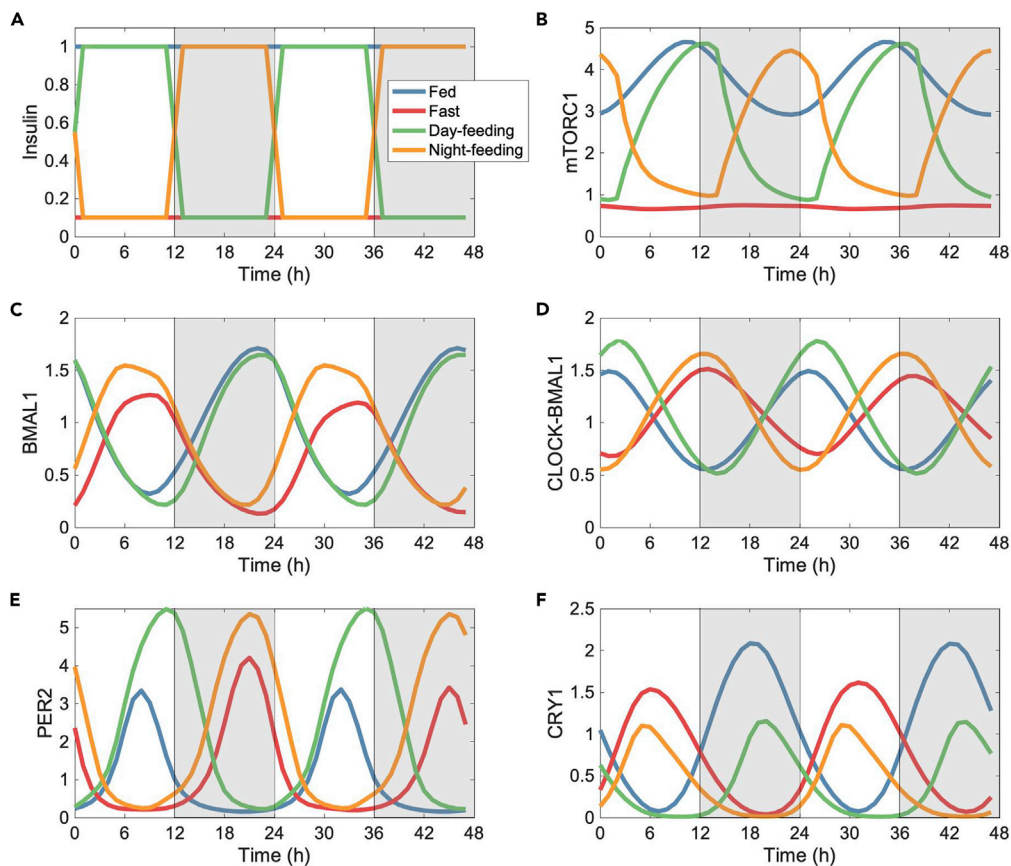 A
Insulin
1
0.8
0.6
0.4
0.2
0
0 6 12 18 24 30 36 42 48
Time (h)
Fed
Fast
Day-feeding
Night-feeding
B
mTORC1
5
4
3
2
1
0
0 6 12 18 24 30 36 42 48
Time (h)
C
BMAL1
2
1.5
1
0.5
0
0 6 12 18 24 30 36 42 48
Time (h)
D
CLOCK-BMAL1
2
1.5
1
0.5
0
0 6 12 18 24 30 36 42 48
Time (h)
E
PER2
5
4
3
2
1
0
0 6 12 18 24 30 36 42 48
Time (h)
F
CRY1
2.5
2
1.5
1
0.5
0
0 6 12 18 24 30 36 42 48
Time (h)